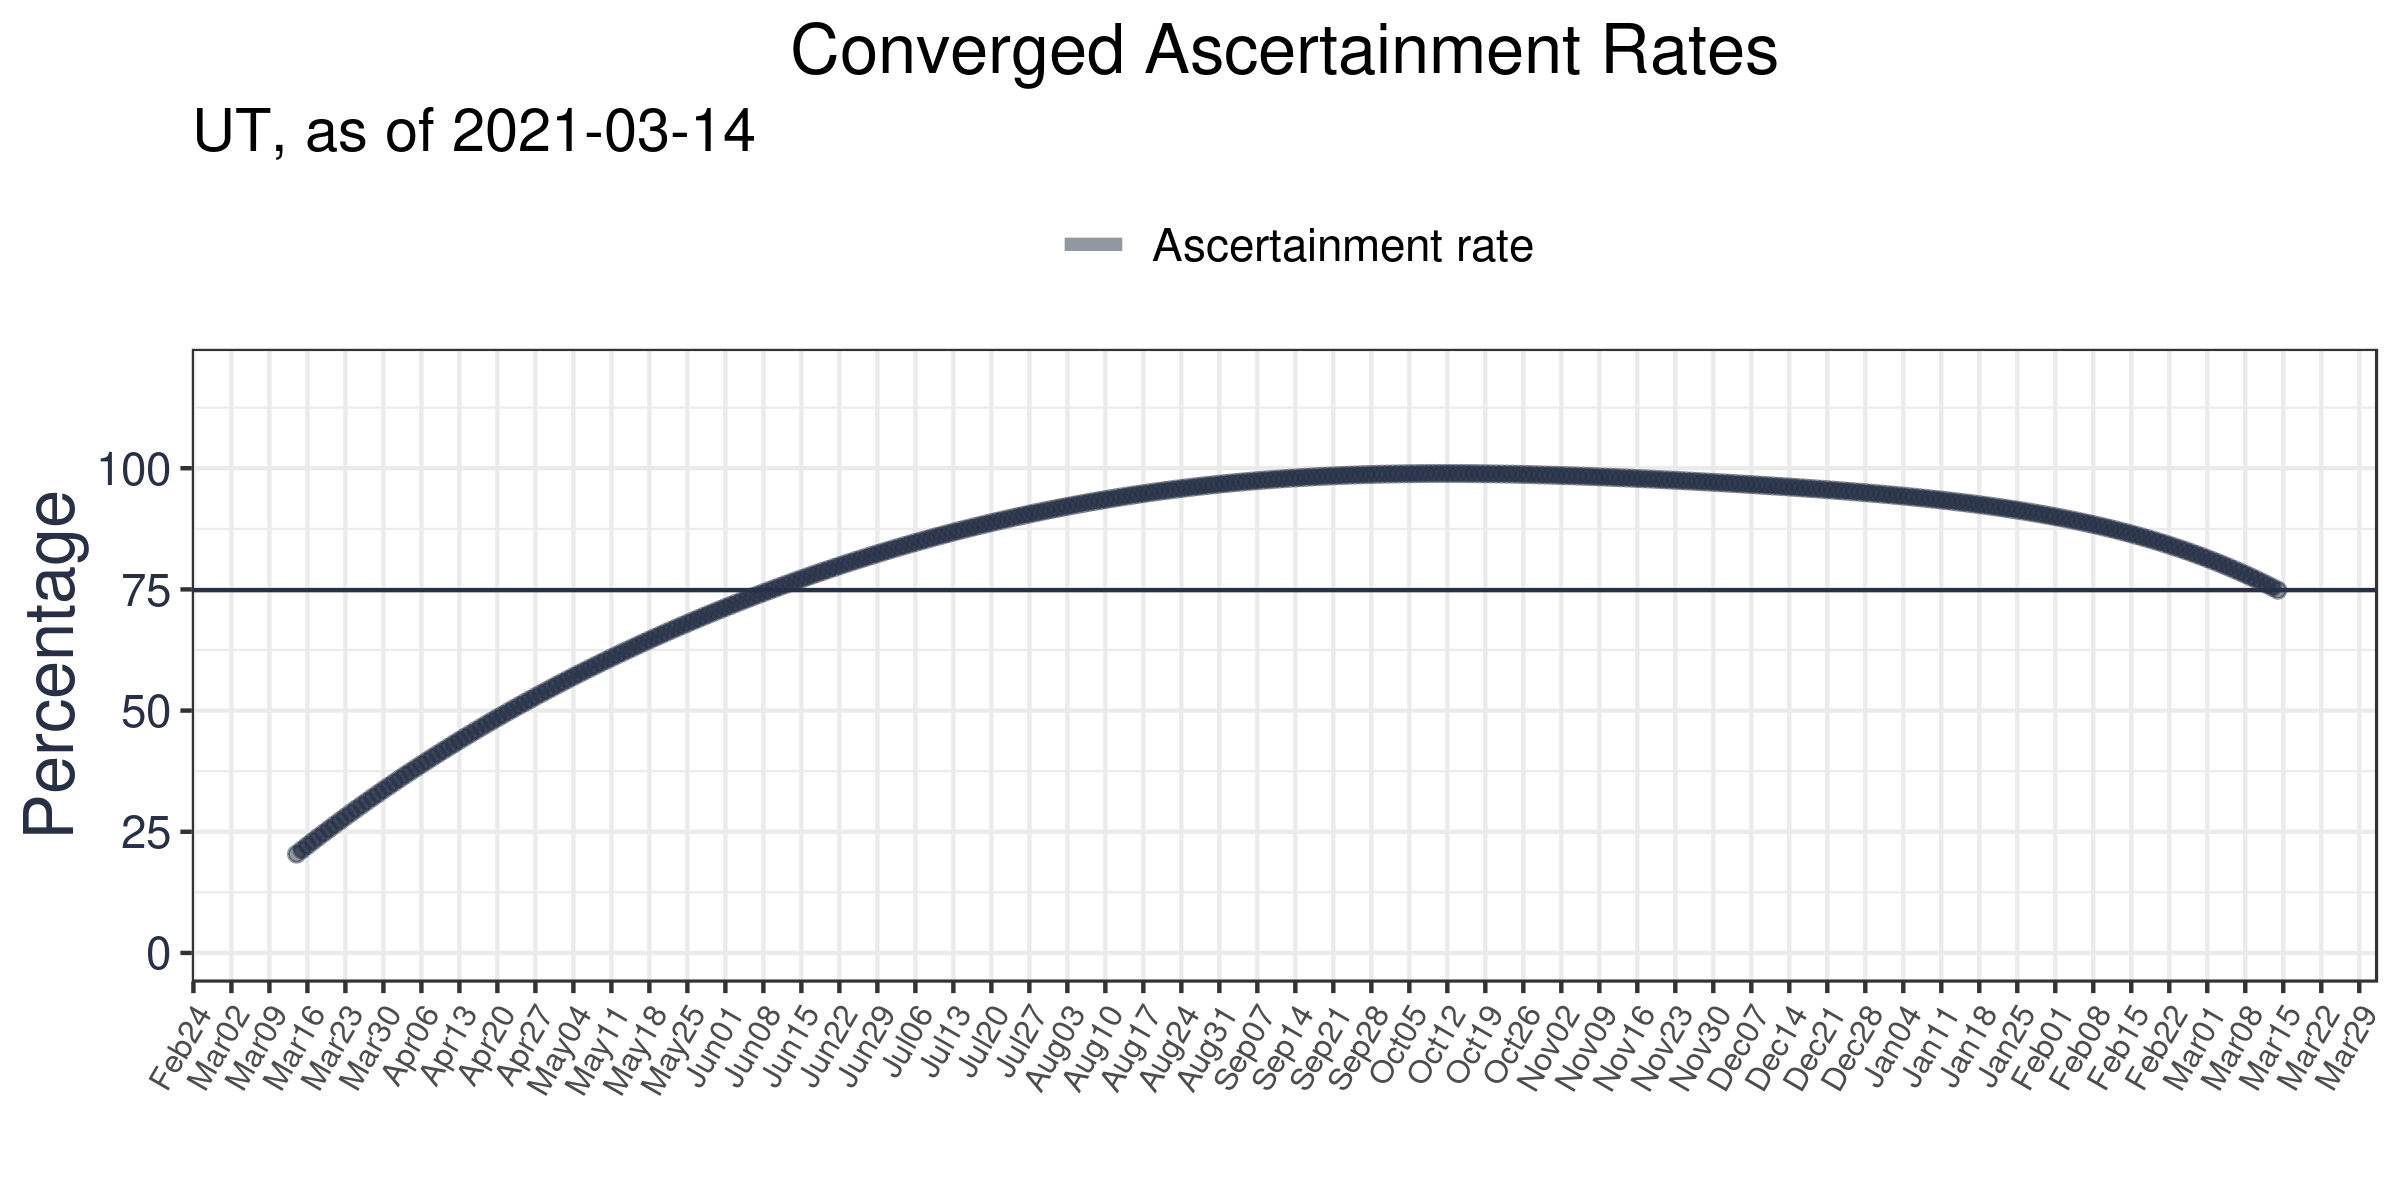 Converged Ascertainment Rates
UT, as of 2021-03-14
Ascertainment rate
Percentage
100
75
50
25
0
Feb24
Mar02
Mar09
Mar16
Mar23
Mar30
Apr06
Apr13
Apr20
Apr27
May04
May11
May18
May25
Jun01
Jun08
Jun15
Jun22
Jun29
Jul06
Jul13
Jul20
Jul27
Aug03
Aug10
Aug17
Aug24
Aug31
Sep07
Sep14
Sep21
Sep28
Oct05
Oct12
Oct19
Oct26
Nov02
Nov09
Nov16
Nov23
Nov30
Dec07
Dec14
Dec21
Dec28
Jan04
Jan11
Jan18
Jan25
Feb01
Feb08
Feb15
Feb22
Mar01
Mar08
Mar15
Mar22
Mar29